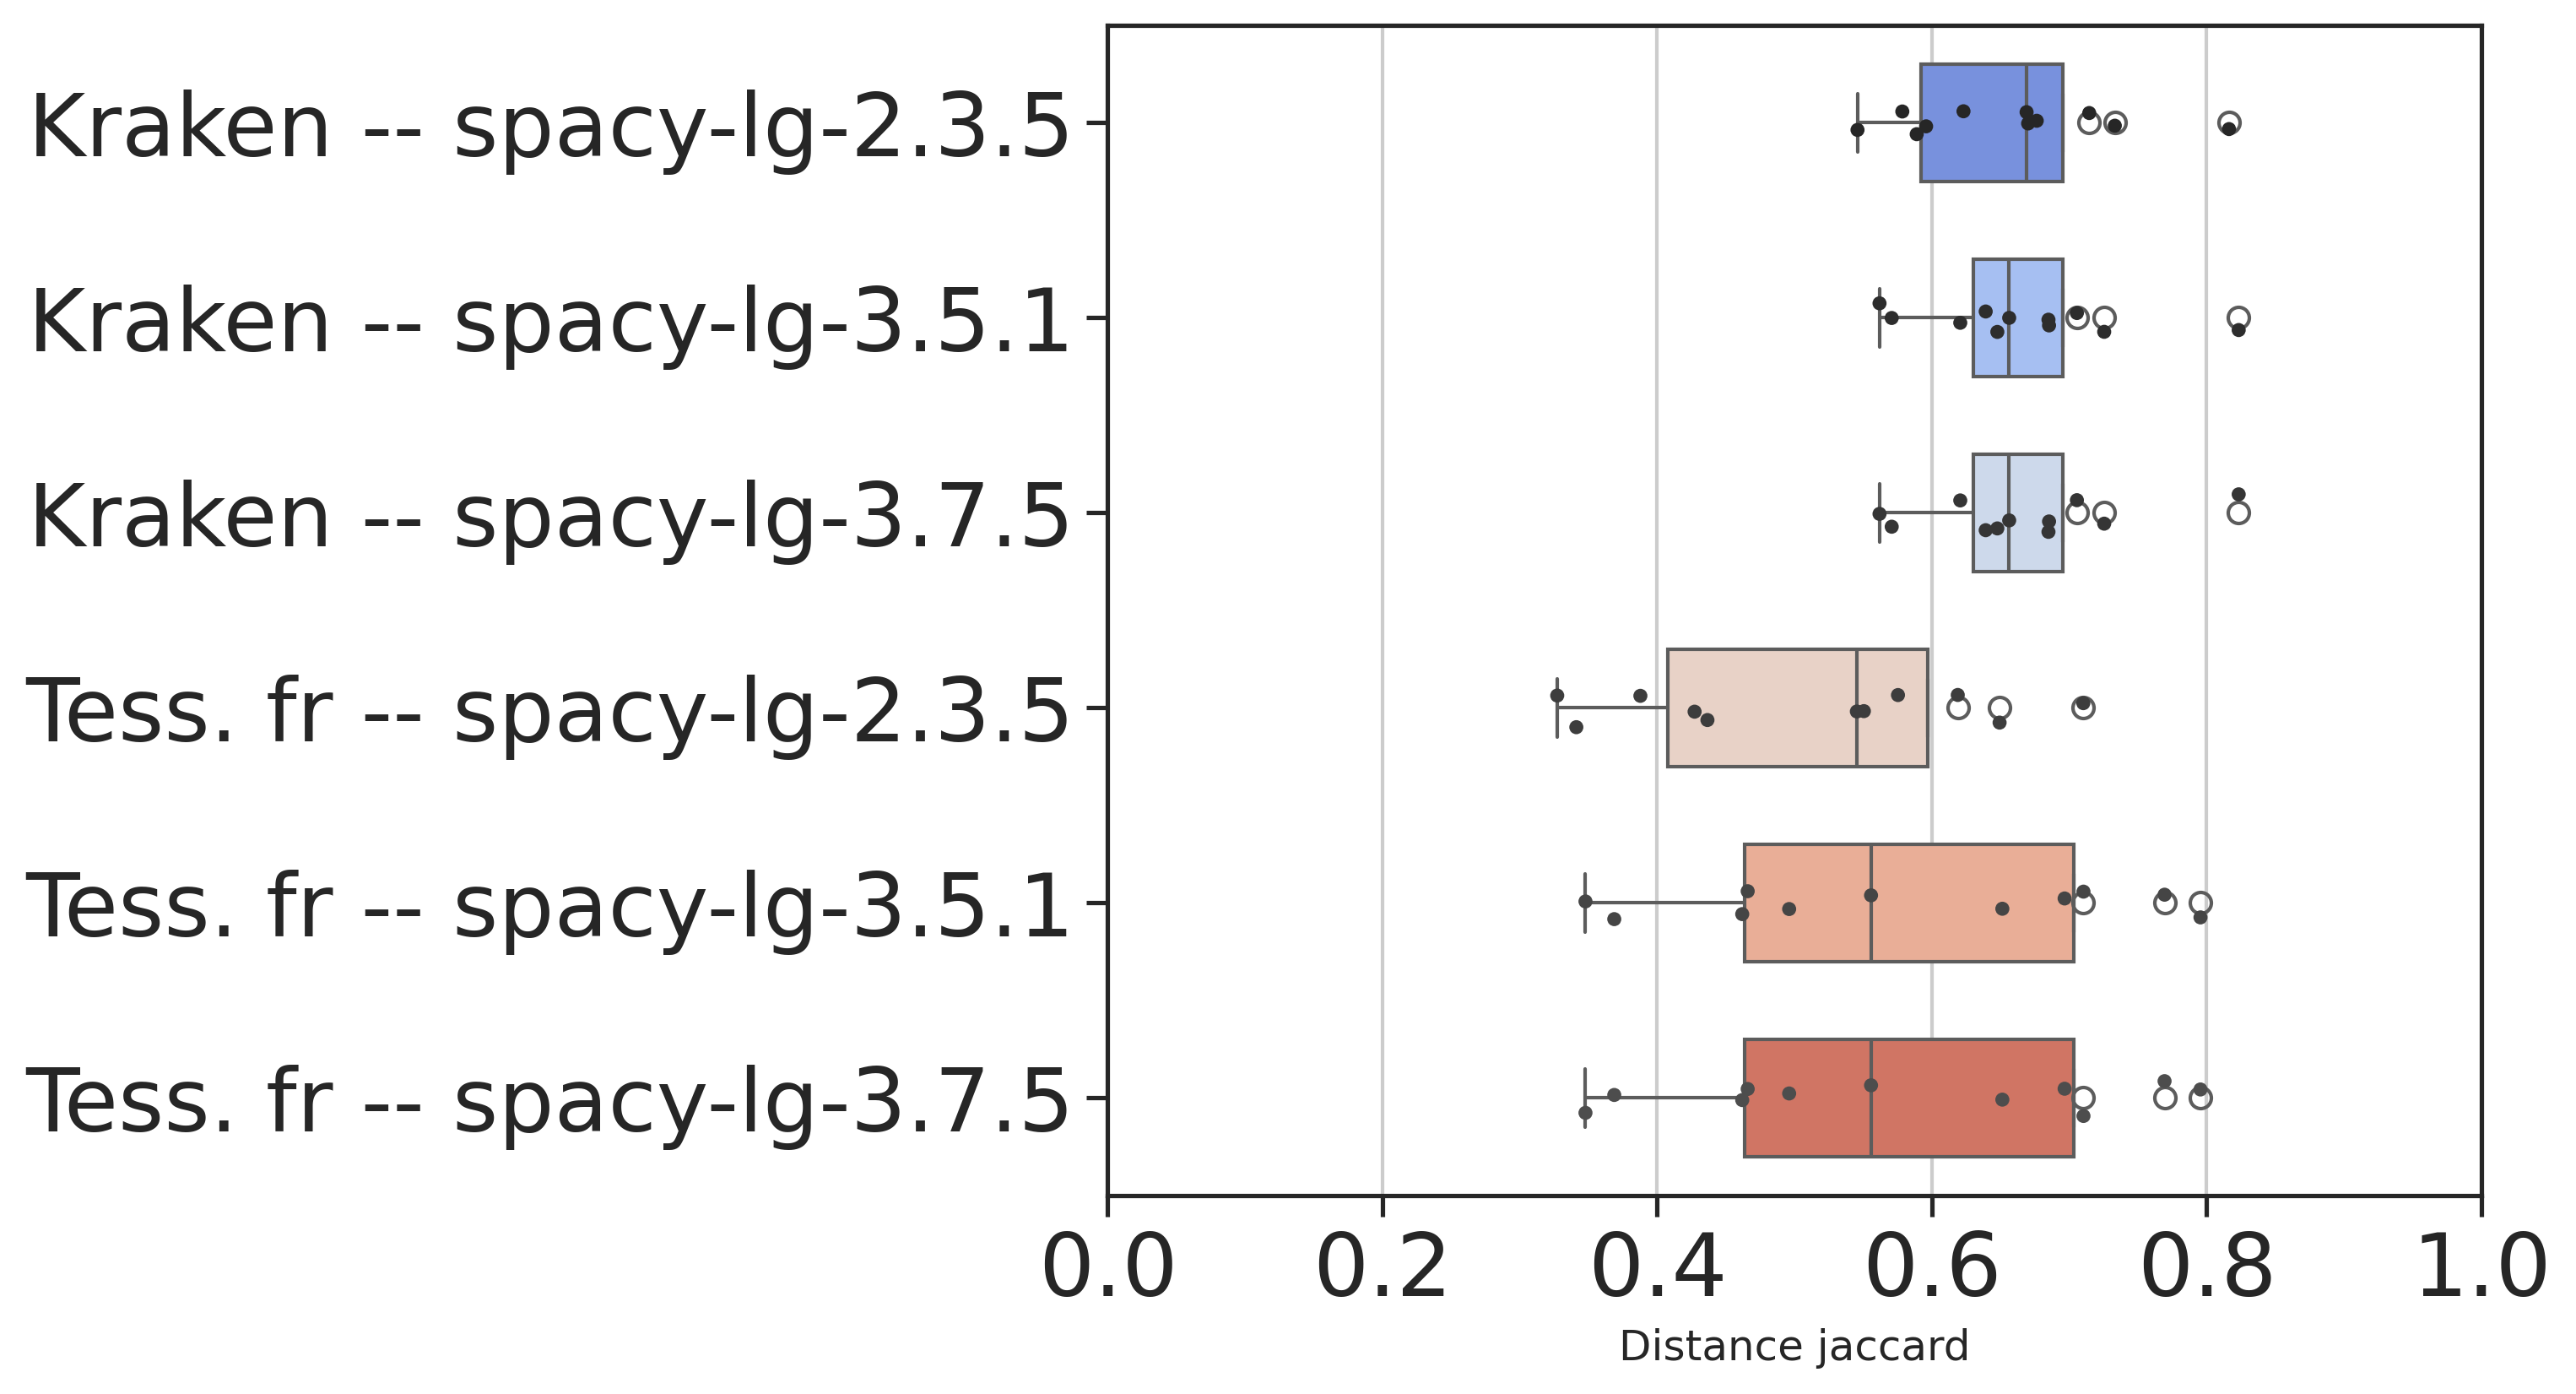 Kraken -- spacy-lg-2.3.5
Kraken -- spacy-lg-3.5.1
Kraken -- spacy-lg-3.7.5
Tess. fr -- spacy-lg-2.3.5
Tess. fr -- spacy-lg-3.5.1
Tess. fr -- spacy-lg-3.7.5
0.0 0.2 0.4 0.6 0.8 1.0
Distance jaccard